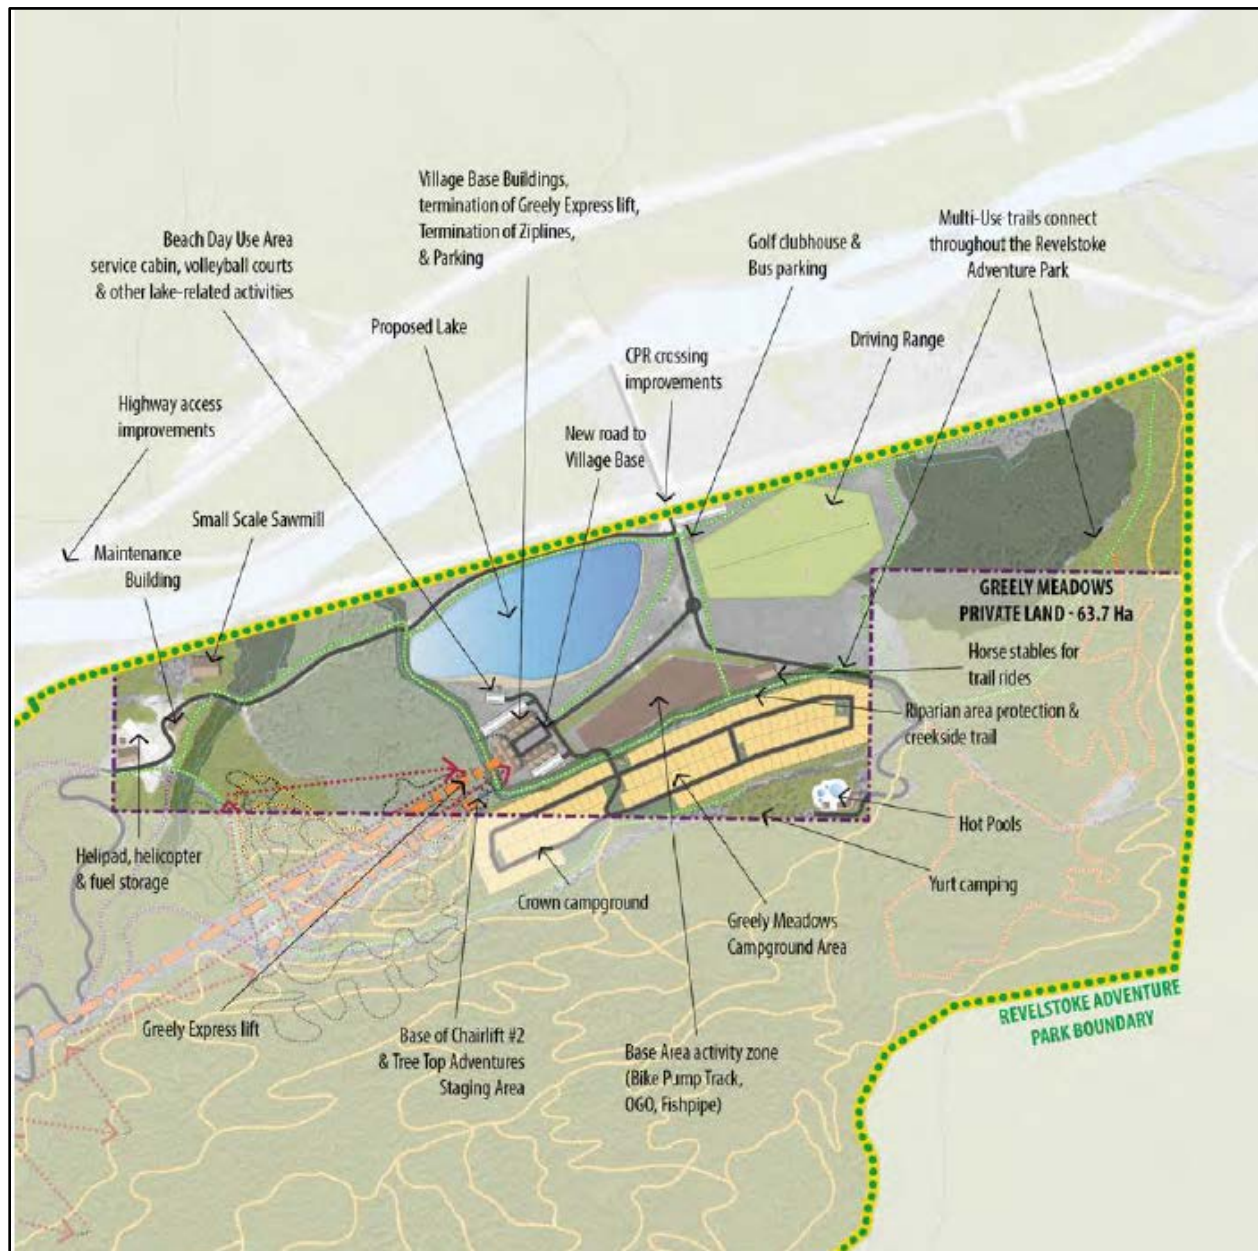 Village Base Buildings,
termination of Greely Express lift,
Termination of Ziplines,
& Parking
Beach Day Use Area
service cabin, volleyball courts
& other lake-related activities
Golf clubhouse &
Bus parking
Multi-Use trails connect
throughout the Revelstoke
Adventure Park
Proposed Lake
CPR crossing
improvements
Driving Range
Highway access
improvements
New road to
Village Base
Small Scale Sawmill
Maintenance
Building
GREELY MEADOWS
PRIVATE LAND - 63.7 Ha
Horse stables for
trail rides
Riparian area protection &
creekside trail
Hot Pools
Helipad, helicopter
& fuel storage
Yurt camping
Crown campground
Greely Meadows
Campground Area
Greely Express lift
Base of Chairlift #2
& Tree Top Adventures
Staging Area
Base Area activity zone
(Bike Pump Track,
OGO, Fishpipe)
REVELSTOKE ADVENTURE
PARK BOUNDARY